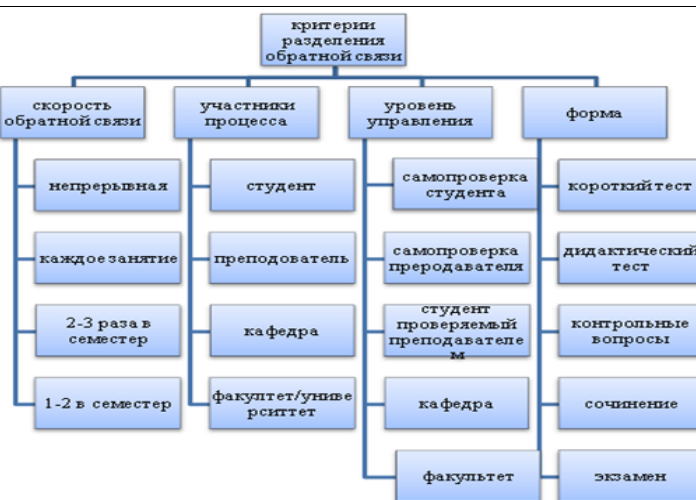 критерии
разделения
обратной связи
скорость
обратной связи
участники
процесса
уровень
управления
форма
непрерывная
каждое занятие
2-3 раза в
семестер
1-2 в семестер
студент
преподователь
кафедра
факултет/униве
рситтет
самопроверка
студента
самопроверка
преродавателя
студент
проверяемый
преподавателе
м
кафедра
факультет
короткий тест
дидактический
тест
контрольные
вопросы
сочинение
экзамен